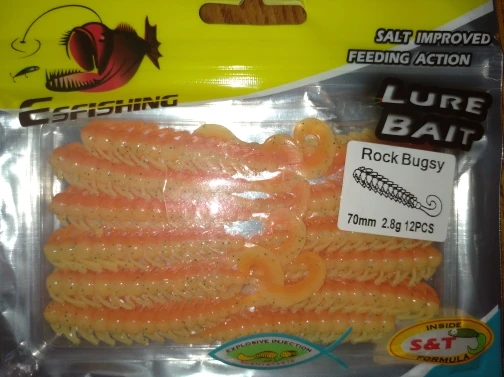 SALT IMPROVED
FEEDING ACTION
ESFISHING
LURE
BAIT
Rock Bugsy
70mm 2.8g 12PCS
INSIDE
S&T
FORMULA
EXPLOSIVE INJECTION